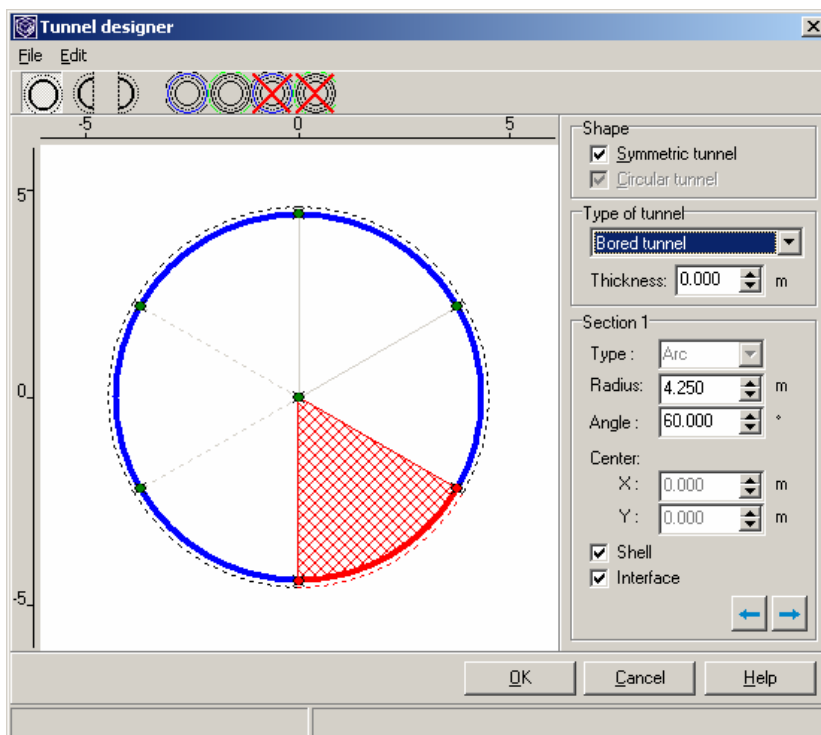 Tunnel designer
File Edit
-5 0 5
5
0
-5
Shape
Symmetric tunnel
Circular tunnel
Type of tunnel
Bored tunnel
Thickness: 0.000 m
Section 1
Type : Arc
Radius: 4.250 m
Angle : 60.000 °
Center:
X : 0.000 m
Y : 0.000 m
Shell
Interface
OK Cancel Help